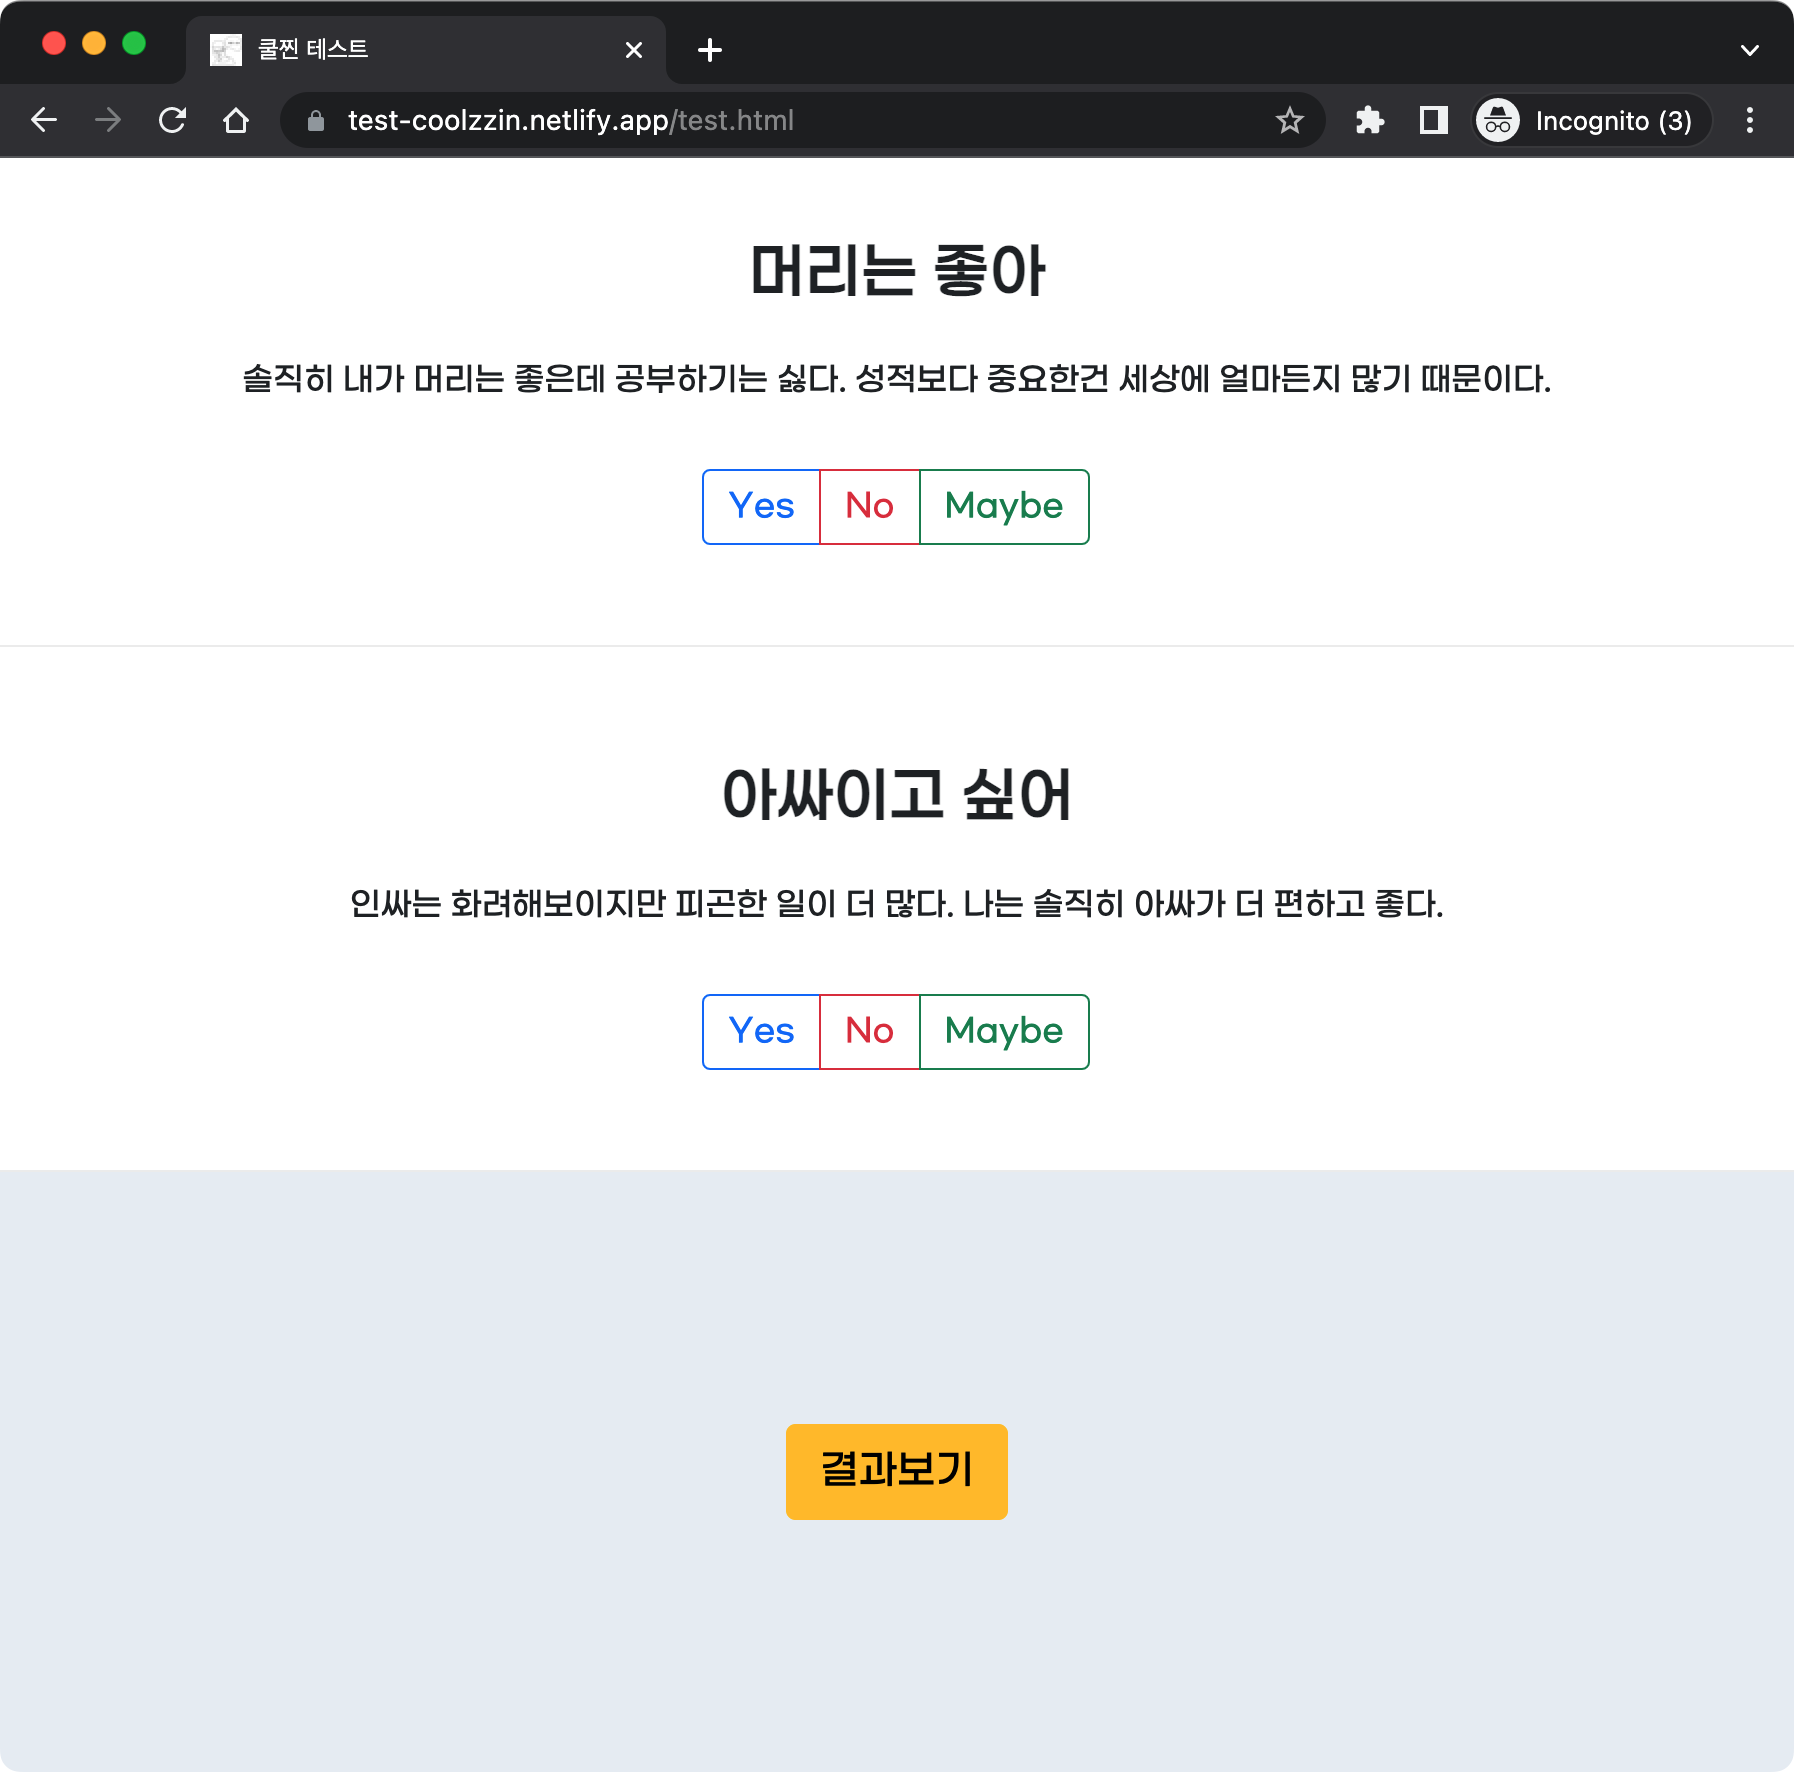 쿨찐 테스트
test-coolzzin.netlify.app/test.html
Incognito (3)
머리는 좋아
솔직히 내가 머리는 좋은데 공부하기는 싫다. 성적보다 중요한건 세상에 얼마든지 많기 때문이다.
Yes No Maybe
아싸이고 싶어
인싸는 화려해보이지만 피곤한 일이 더 많다. 나는 솔직히 아싸가 더 편하고 좋다.
Yes No Maybe
결과보기